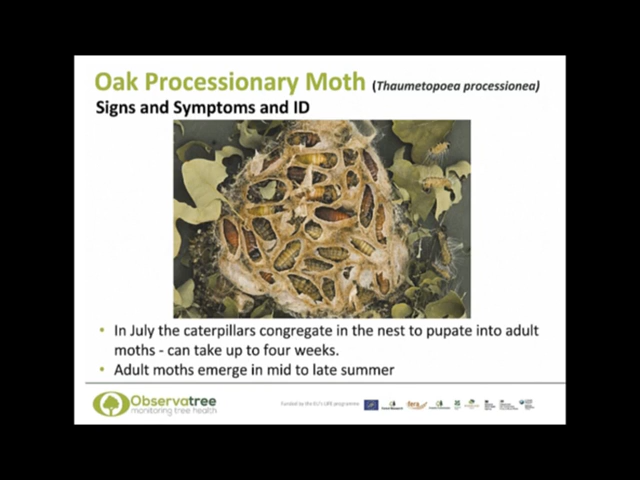 Oak Processionary Moth (Thaumetopoea processionea)
Signs and Symptoms and ID
• In July the caterpillars congregate in the nest to pupate into adult
moths - can take up to four weeks.
• Adult moths emerge in mid to late summer
Observatree
monitoring tree health
Funded by the EU's LIFE programme
fera